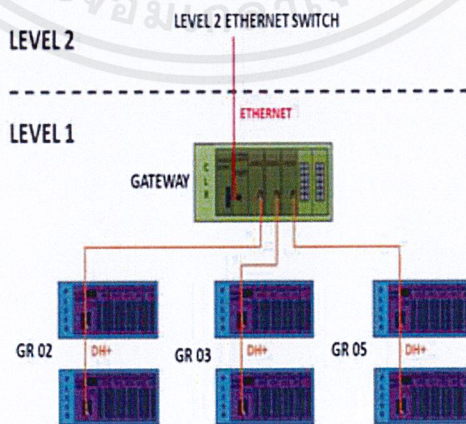 LEVEL 2 ETHERNET SWITCH
LEVEL 2
ETHERNET
LEVEL 1
GATEWAY
GR 02
DH+
GR 03
DH+
GR 05
DH+